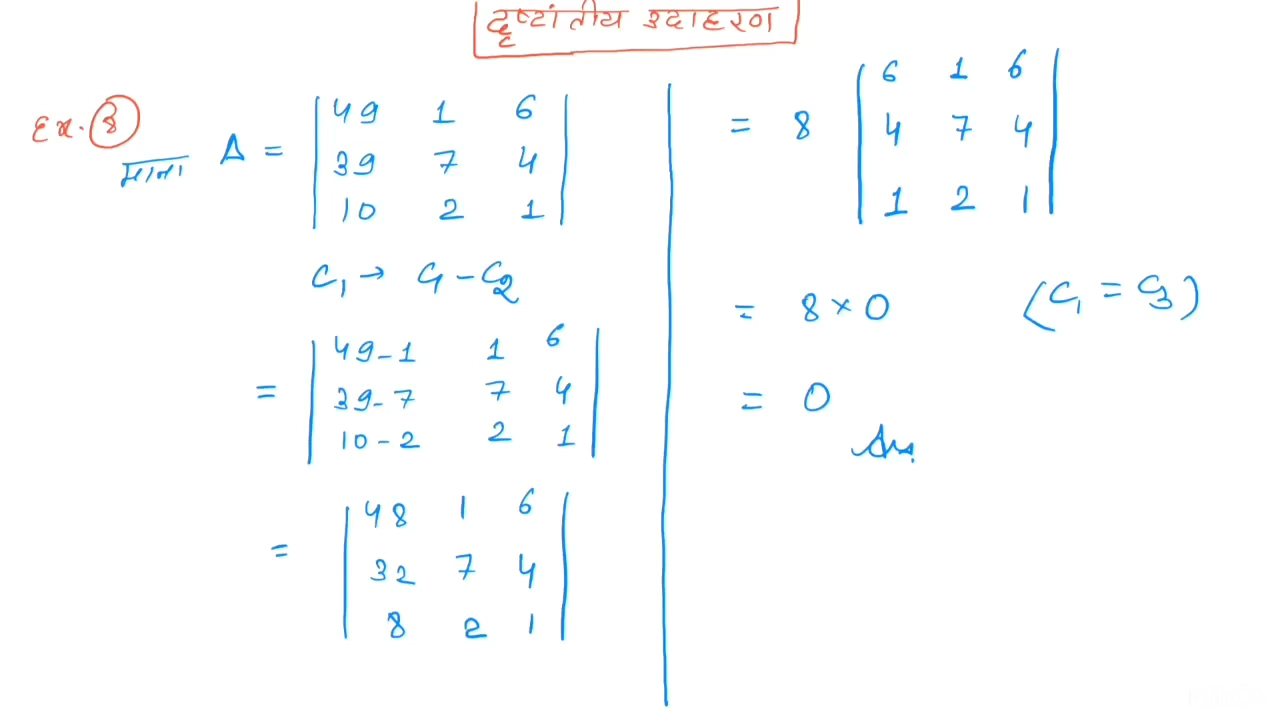 दृष्टांतीय उदाहरण
Ex. 3
माना Δ = | 49 1 6 |
| 39 7 4 |
| 10 2 1 |
C₁ → C₁ - C₂
= | 49-1 1 6 |
| 39-7 7 4 |
| 10-2 2 1 |
= | 48 1 6 |
| 32 7 4 |
| 8 2 1 |
= 8 | 6 1 6 |
| 4 7 4 |
| 1 2 1 |
= 8 × 0 (C₁ = C₃)
= 0
Ans.